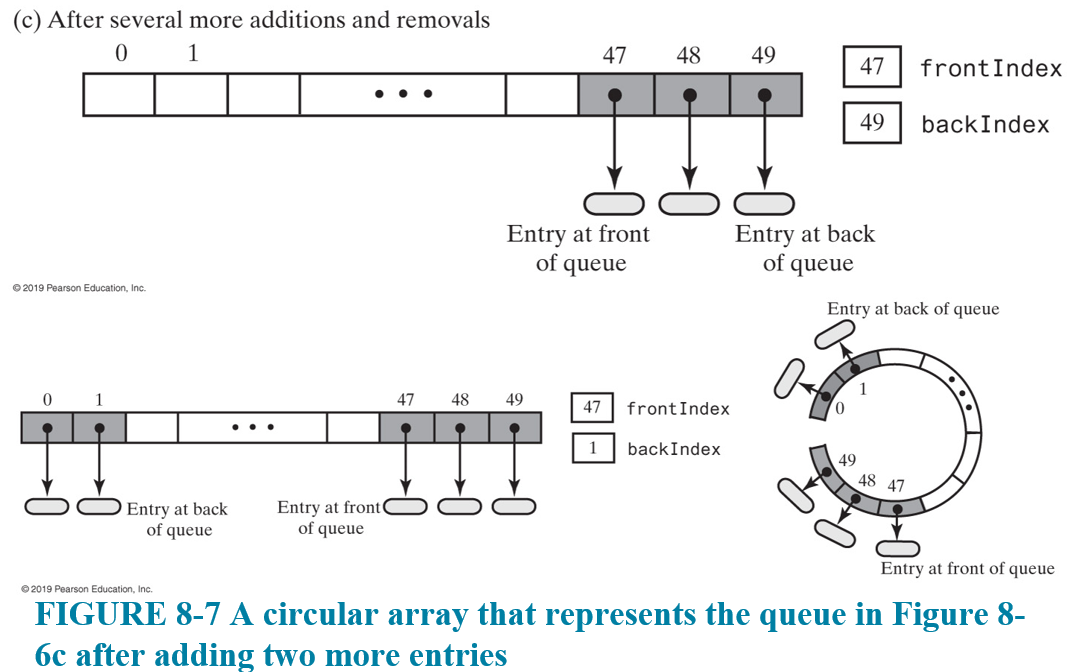 (c) After several more additions and removals
0 1 47 48 49
47 frontIndex
49 backIndex
Entry at front
of queue
Entry at back
of queue
© 2019 Pearson Education, Inc.
0 1 47 48 49
47 frontIndex
1 backIndex
Entry at back
of queue
Entry at front
of queue
Entry at back of queue
1
0
49
48 47
Entry at front of queue
© 2019 Pearson Education, Inc.
FIGURE 8-7 A circular array that represents the queue in Figure 8-
6c after adding two more entries